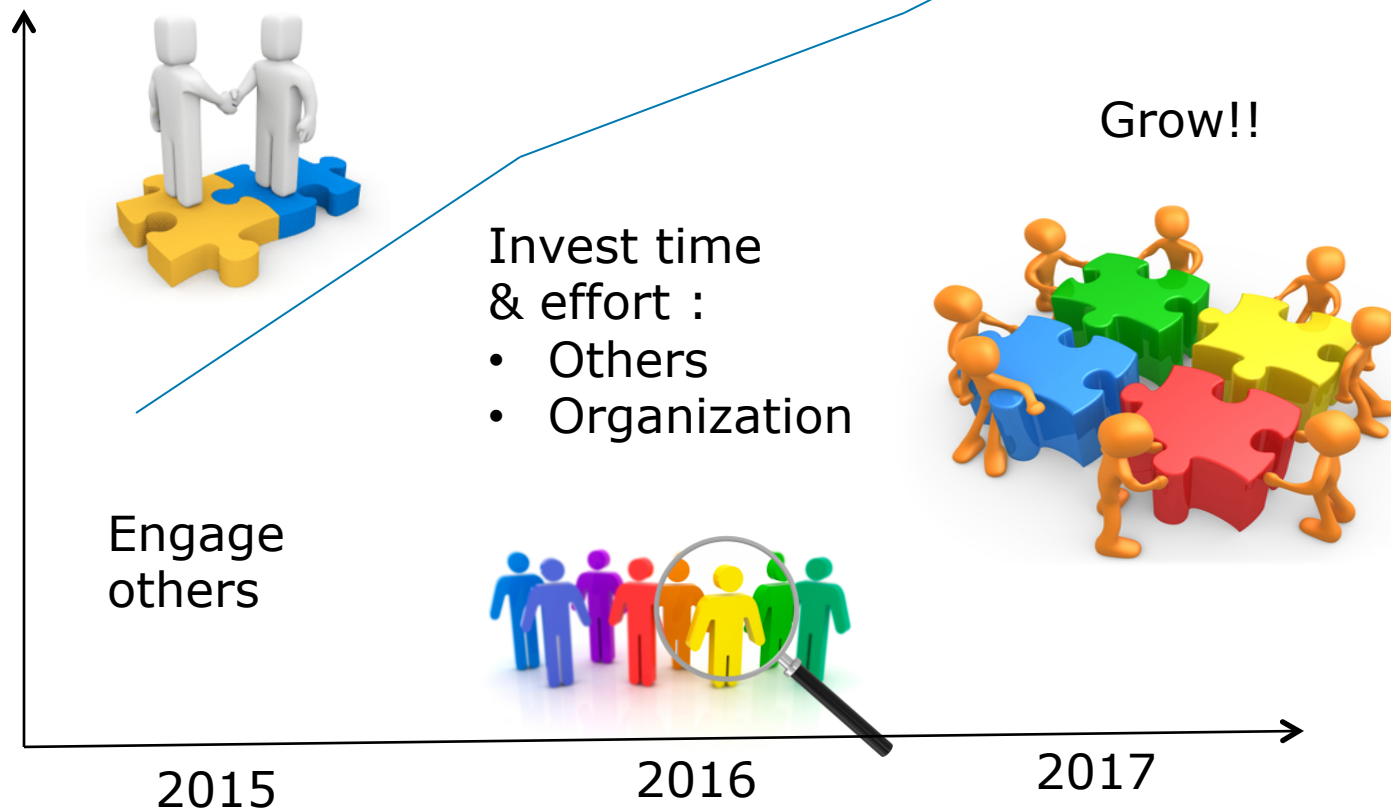 Grow!!
Invest time
& effort :
• Others
• Organization
Engage
others
2015
2016
2017